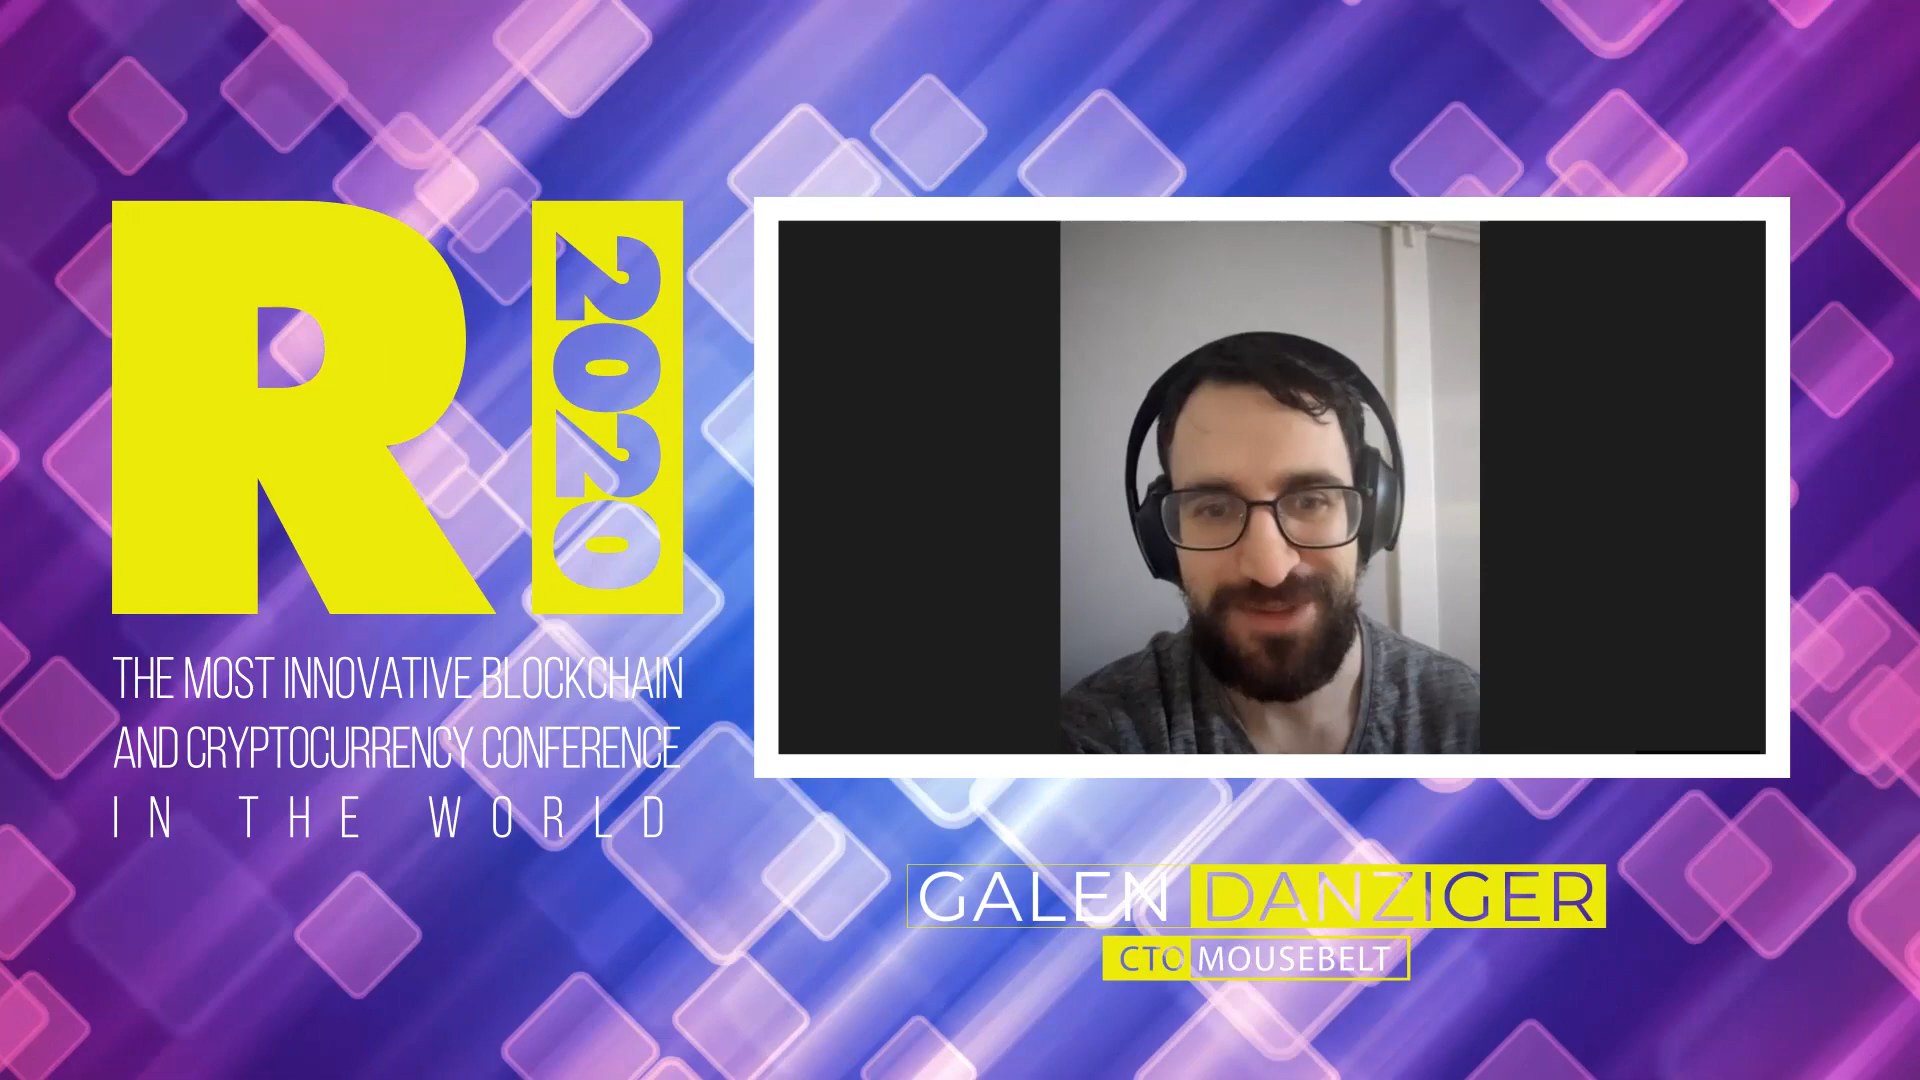 R 2020
THE MOST INNOVATIVE BLOCKCHAIN
AND CRYPTOCURRENCY CONFERENCE
IN THE WORLD
GALEN DANZIGER
CTO MOUSEBELT